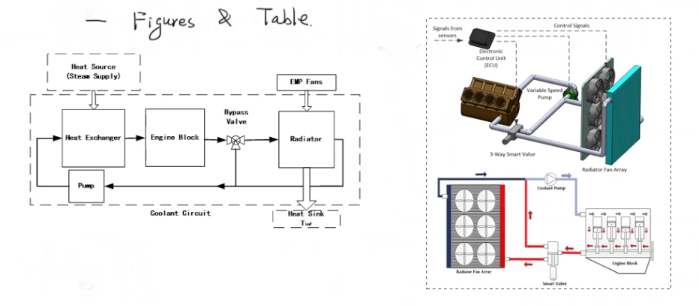 — Figures & Table.
Heat Source
(Steam Supply)
EMP Fans
Bypass
Valve
Heat Exchanger
Engine Block
Radiator
Pump
Coolant Circuit
Heat Sink
Signals from
sensors
Control Signals
Electronic
Control Unit
(ECU)
Variable Speed
Pump
3-Way Smart Valve
Radiator Fan Array
Coolant Pump
Radiator Fan Array
Engine Block
Smart Valve